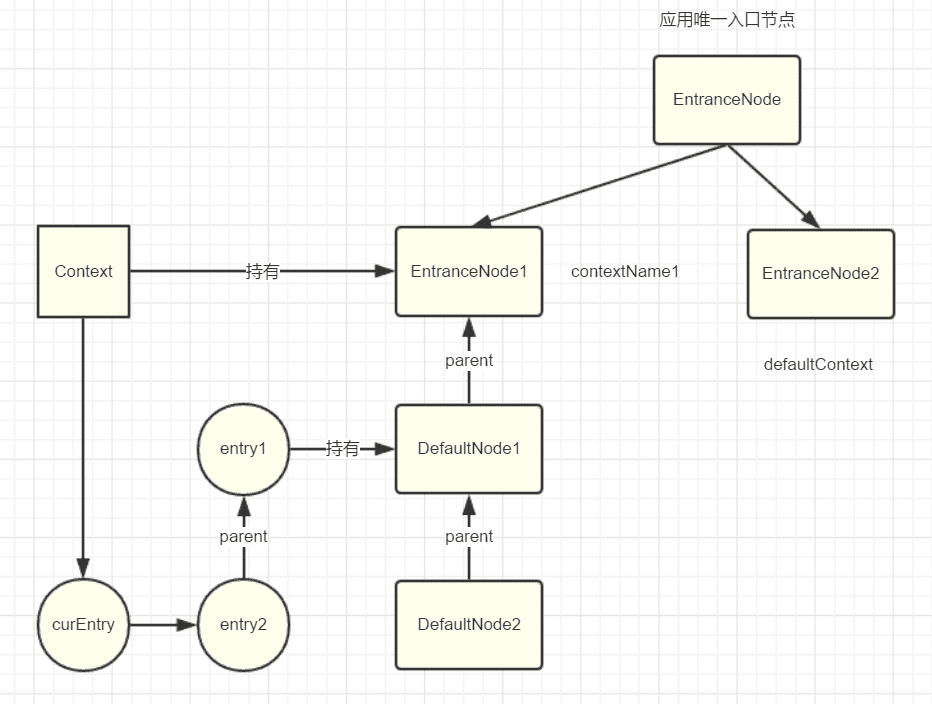 应用唯一入口节点
EntranceNode
Context
持有
EntranceNode1
contextName1
EntranceNode2
parent
defaultContext
entry1
持有
DefaultNode1
parent
parent
curEntry
entry2
DefaultNode2